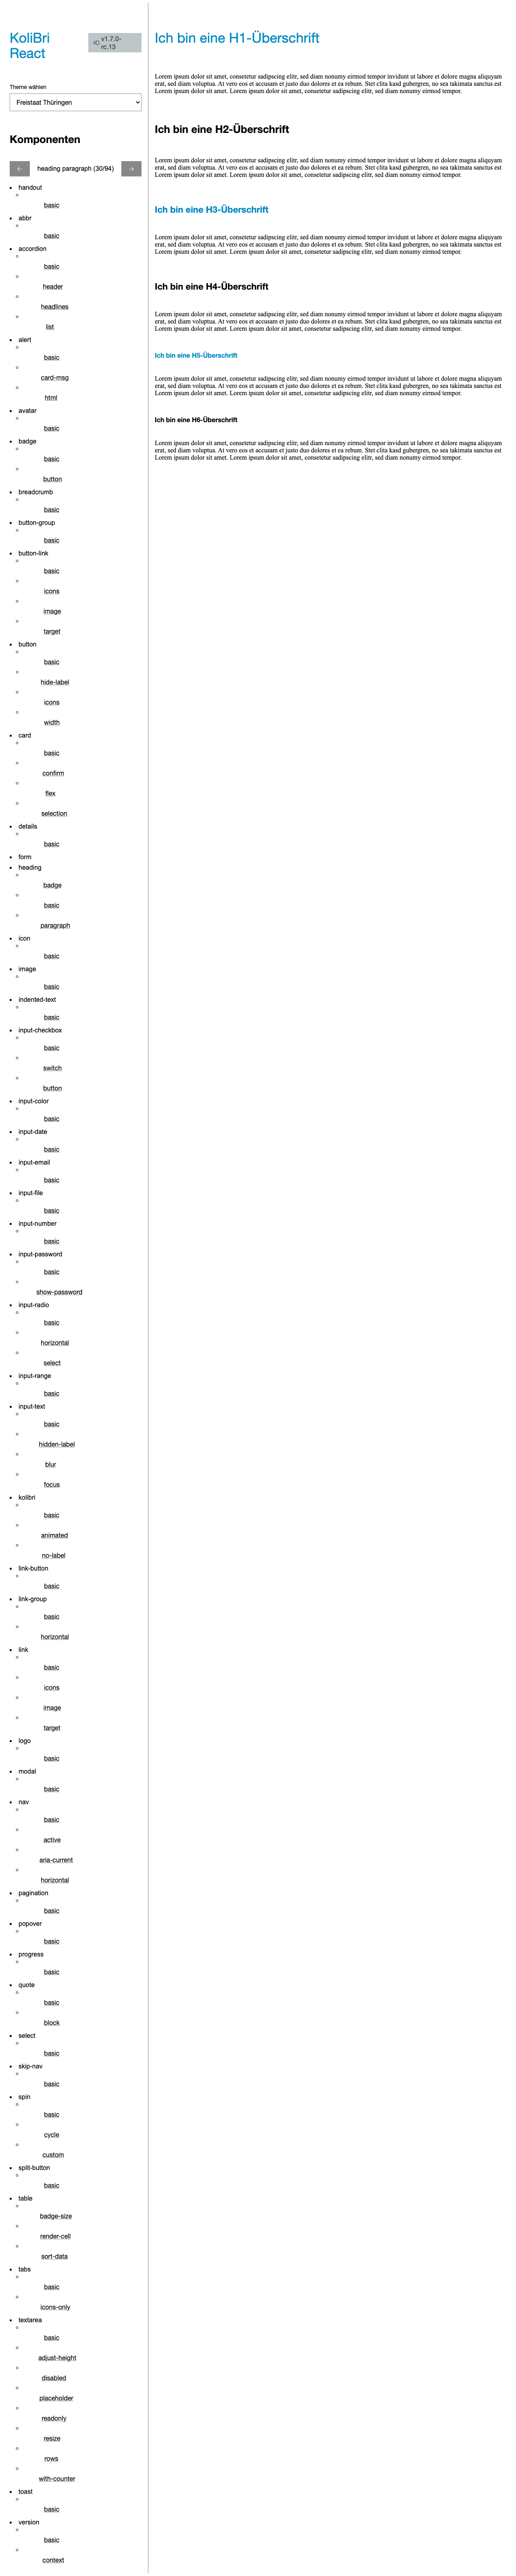 KoliBri
React
v1.7.0-
rc.13
Theme wählen
Freistaat Thüringen
Komponenten
← heading paragraph (30/94) →
handout
basic
abbr
basic
accordion
basic
header
headlines
list
alert
basic
card-msg
html
avatar
basic
badge
basic
button
breadcrumb
basic
button-group
basic
button-link
basic
icons
image
target
button
basic
hide-label
icons
width
card
basic
confirm
flex
selection
details
basic
form
heading
badge
basic
paragraph
icon
basic
image
basic
indented-text
basic
input-checkbox
basic
switch
button
input-color
basic
input-date
basic
input-email
basic
input-file
basic
input-number
basic
input-password
basic
show-password
input-radio
basic
horizontal
select
input-range
basic
input-text
basic
hidden-label
blur
focus
kolibri
basic
animated
no-label
link-button
basic
link-group
basic
horizontal
link
basic
icons
image
target
logo
basic
modal
basic
nav
basic
active
aria-current
horizontal
pagination
basic
popover
basic
progress
basic
quote
basic
block
select
basic
skip-nav
basic
spin
basic
cycle
custom
split-button
basic
table
badge-size
render-cell
sort-data
tabs
basic
icons-only
textarea
basic
adjust-height
disabled
placeholder
readonly
resize
rows
with-counter
toast
basic
version
basic
context
Ich bin eine H1-Überschrift
Lorem ipsum dolor sit amet, consetetur sadipscing elitr, sed diam nonumy eirmod tempor invidunt ut labore et dolore magna aliquyam
erat, sed diam voluptua. At vero eos et accusam et justo duo dolores et ea rebum. Stet clita kasd gubergren, no sea takimata sanctus est
Lorem ipsum dolor sit amet. Lorem ipsum dolor sit amet, consetetur sadipscing elitr, sed diam nonumy eirmod tempor.
Ich bin eine H2-Überschrift
Lorem ipsum dolor sit amet, consetetur sadipscing elitr, sed diam nonumy eirmod tempor invidunt ut labore et dolore magna aliquyam
erat, sed diam voluptua. At vero eos et accusam et justo duo dolores et ea rebum. Stet clita kasd gubergren, no sea takimata sanctus est
Lorem ipsum dolor sit amet. Lorem ipsum dolor sit amet, consetetur sadipscing elitr, sed diam nonumy eirmod tempor.
Ich bin eine H3-Überschrift
Lorem ipsum dolor sit amet, consetetur sadipscing elitr, sed diam nonumy eirmod tempor invidunt ut labore et dolore magna aliquyam
erat, sed diam voluptua. At vero eos et accusam et justo duo dolores et ea rebum. Stet clita kasd gubergren, no sea takimata sanctus est
Lorem ipsum dolor sit amet. Lorem ipsum dolor sit amet, consetetur sadipscing elitr, sed diam nonumy eirmod tempor.
Ich bin eine H4-Überschrift
Lorem ipsum dolor sit amet, consetetur sadipscing elitr, sed diam nonumy eirmod tempor invidunt ut labore et dolore magna aliquyam
erat, sed diam voluptua. At vero eos et accusam et justo duo dolores et ea rebum. Stet clita kasd gubergren, no sea takimata sanctus est
Lorem ipsum dolor sit amet. Lorem ipsum dolor sit amet, consetetur sadipscing elitr, sed diam nonumy eirmod tempor.
Ich bin eine H5-Überschrift
Lorem ipsum dolor sit amet, consetetur sadipscing elitr, sed diam nonumy eirmod tempor invidunt ut labore et dolore magna aliquyam
erat, sed diam voluptua. At vero eos et accusam et justo duo dolores et ea rebum. Stet clita kasd gubergren, no sea takimata sanctus est
Lorem ipsum dolor sit amet. Lorem ipsum dolor sit amet, consetetur sadipscing elitr, sed diam nonumy eirmod tempor.
Ich bin eine H6-Überschrift
Lorem ipsum dolor sit amet, consetetur sadipscing elitr, sed diam nonumy eirmod tempor invidunt ut labore et dolore magna aliquyam
erat, sed diam voluptua. At vero eos et accusam et justo duo dolores et ea rebum. Stet clita kasd gubergren, no sea takimata sanctus est
Lorem ipsum dolor sit amet. Lorem ipsum dolor sit amet, consetetur sadipscing elitr, sed diam nonumy eirmod tempor.